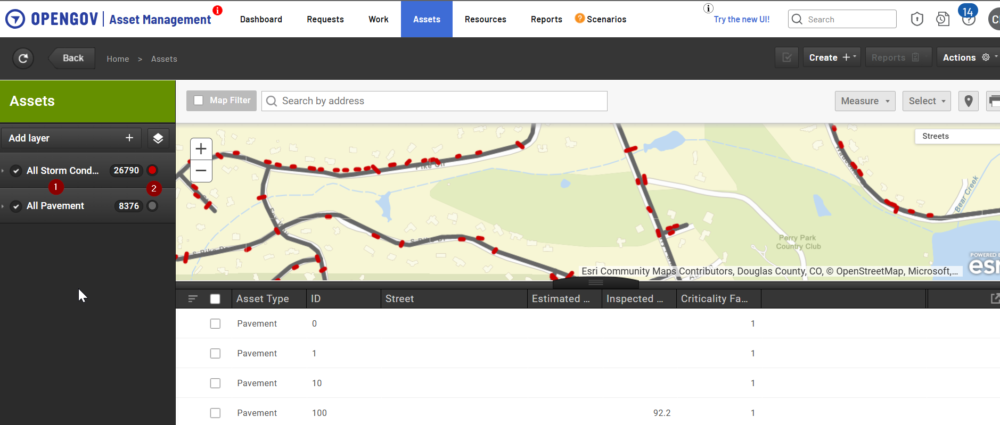 OPENGOV | Asset Management
Dashboard
Requests
Work
Assets
Resources
Reports
Scenarios
Try the new UI!
Search
14
Back
Home > Assets
Create
Reports
Actions
Assets
Map Filter
Search by address
Measure
Select
Add layer
Streets
All Storm Cond... 26790
1
2
All Pavement 8376
Pike Cir
S Pike Dr
S Pike Dr
Bear Creek
Perry Park
Country Club
POWERED
esri
Esri Community Maps Contributors, Douglas County, CO, © OpenStreetMap, Microsoft,...
Asset Type ID Street Estimated ... Inspected ... Criticality Fa...
Pavement 0 1
Pavement 1 1
Pavement 10 1
Pavement 100 92.2 1